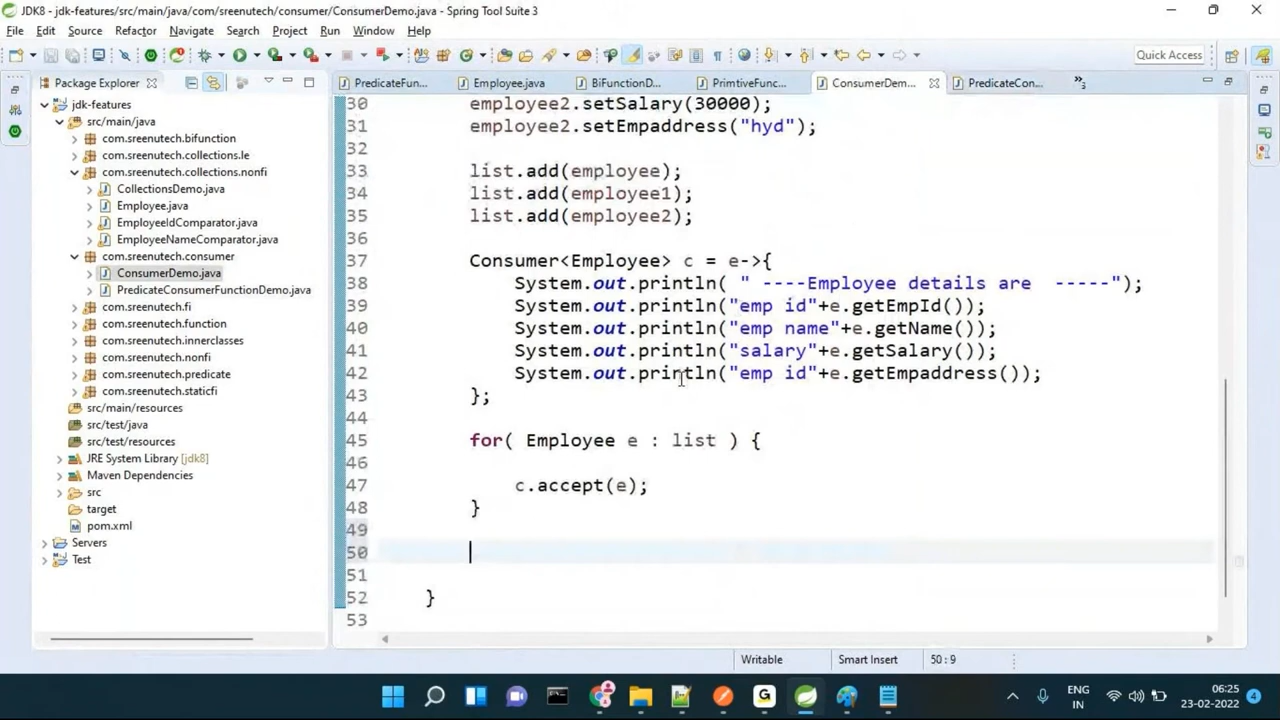 JDK8 - jdk-features/src/main/java/com/sreenutech/consumer/ConsumerDemo.java - Spring Tool Suite 3
File Edit Source Refactor Navigate Search Project Run Window Help
Quick Access
Package Explorer
PredicateFun... Employee.java BiFunctionD... PrimtiveFunc... ConsumerDem... PredicateCon... »5
jdk-features
src/main/java
com.sreenutech.bifunction
com.sreenutech.collections.le
com.sreenutech.collections.nonfi
CollectionsDemo.java
Employee.java
EmployeeIdComparator.java
EmployeeNameComparator.java
com.sreenutech.consumer
ConsumerDemo.java
PredicateConsumerFunctionDemo.java
com.sreenutech.fi
com.sreenutech.function
com.sreenutech.innerclasses
com.sreenutech.nonfi
com.sreenutech.predicate
com.sreenutech.staticfi
src/main/resources
src/test/java
src/test/resources
JRE System Library [jdk8]
Maven Dependencies
src
target
pom.xml
Servers
Test
30 employee2.setSalary(30000);
31 employee2.setEmpaddress("hyd");
32
33 list.add(employee);
34 list.add(employee1);
35 list.add(employee2);
36
37 Consumer<Employee> c = e->{
38 System.out.println( " ----Employee details are  -----");
39 System.out.println("emp id"+e.getEmpId());
40 System.out.println("emp name"+e.getName());
41 System.out.println("salary"+e.getSalary());
42 System.out.println("emp id"+e.getEmpaddress());
43 };
44
45 for( Employee e : list ) {
46
47 c.accept(e);
48 }
49
50
51
52 }
53
Writable Smart Insert 50 : 9
ENG
IN
06:25
23-02-2022
4